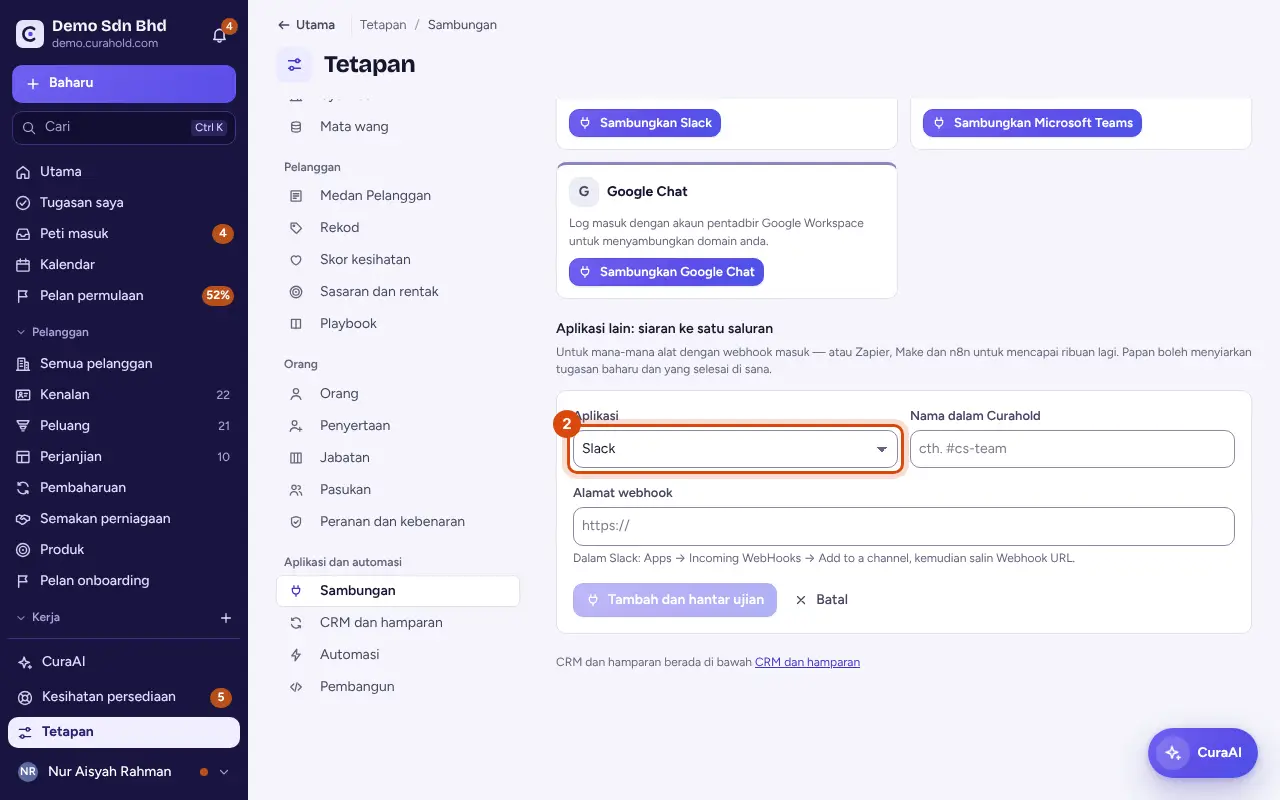 Demo Sdn Bhd
demo.curahold.com
4
Baharu
Cari
Ctrl K
Utama
Tugasan saya
Peti masuk
4
Kalendar
Pelan permulaan
52%
Pelanggan
Semua pelanggan
Kenalan
22
Peluang
21
Perjanjian
10
Pembaharuan
Semakan perniagaan
Produk
Pelan onboarding
Kerja
CuraAI
Kesihatan persediaan
5
Tetapan
NR
Nur Aisyah Rahman
Utama
Tetapan / Sambungan
Tetapan
Mata wang
Pelanggan
Medan Pelanggan
Rekod
Skor kesihatan
Sasaran dan rentak
Playbook
Orang
Orang
Penyertaan
Jabatan
Pasukan
Peranan dan kebenaran
Aplikasi dan automasi
Sambungan
CRM dan hamparan
Automasi
Pembangun
Sambungkan Slack
Sambungkan Microsoft Teams
G
Google Chat
Log masuk dengan akaun pentadbir Google Workspace
untuk menyambungkan domain anda.
Sambungkan Google Chat
Aplikasi lain: siaran ke satu saluran
Untuk mana-mana alat dengan webhook masuk — atau Zapier, Make dan n8n untuk mencapai ribuan lagi. Papan boleh menyiarkan
tugasan baharu dan yang selesai di sana.
Aplikasi
2
Slack
Nama dalam Curahold
cth. #cs-team
Alamat webhook
https://
Dalam Slack: Apps → Incoming WebHooks → Add to a channel, kemudian salin Webhook URL.
Tambah dan hantar ujian
Batal
CRM dan hamparan berada di bawah CRM dan hamparan
CuraAI